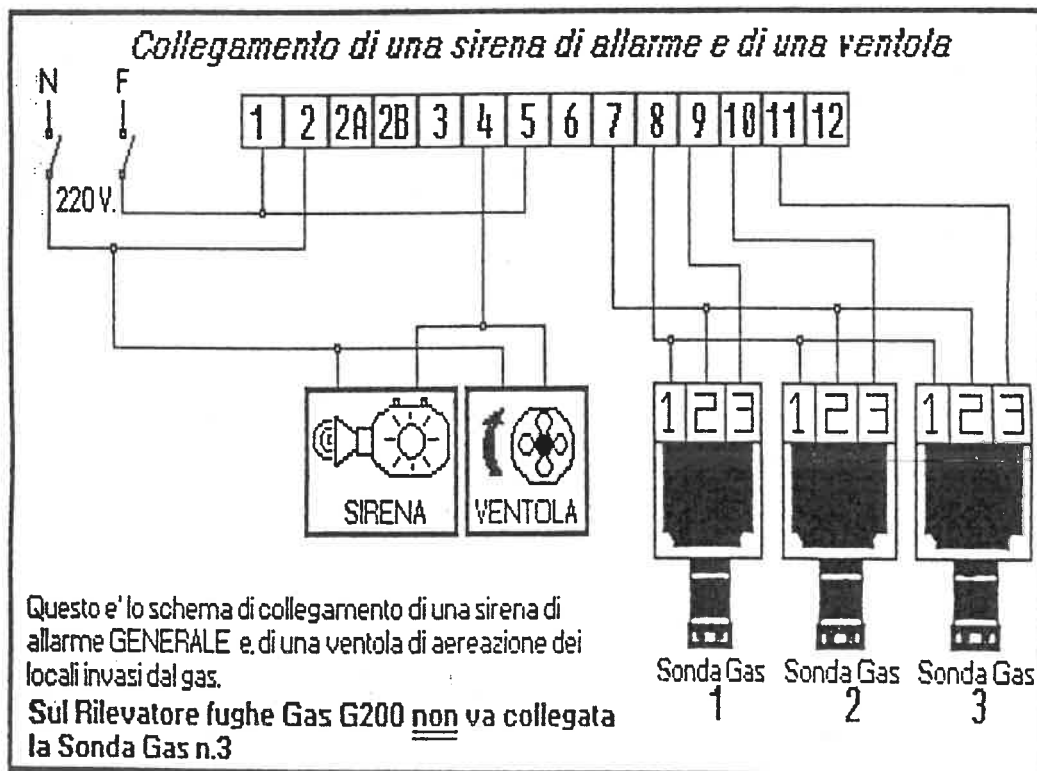 Collegamento di una sirena di allarme e di una ventola
N F
1 2 2A 2B 3 4 5 6 7 8 9 10 11 12
220 V.
1 2 3 1 2 3 1 2 3
SIRENA VENTOLA
Sonda Gas 1
Sonda Gas 2
Sonda Gas 3
Questo e' lo schema di collegamento di una sirena di
allarme GENERALE e. di una ventola di aereazione dei
locali invasi dal gas.
Sul Rilevatore fughe Gas G200 non va collegata
la Sonda Gas n.3